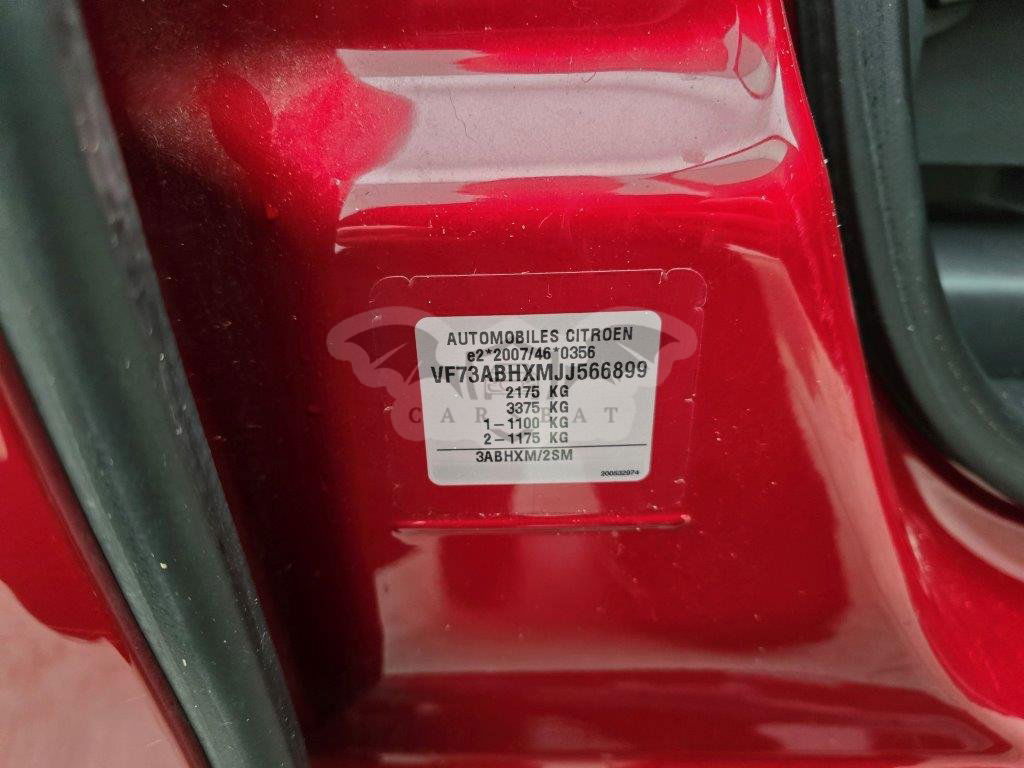 AUTOMOBILES CITROEN
e2*2007/46*0356
VF73ABHXMJJ566899
2175 KG
3375 KG
1-1100 KG
2-1175 KG
3ABHXM/2SM
200532974